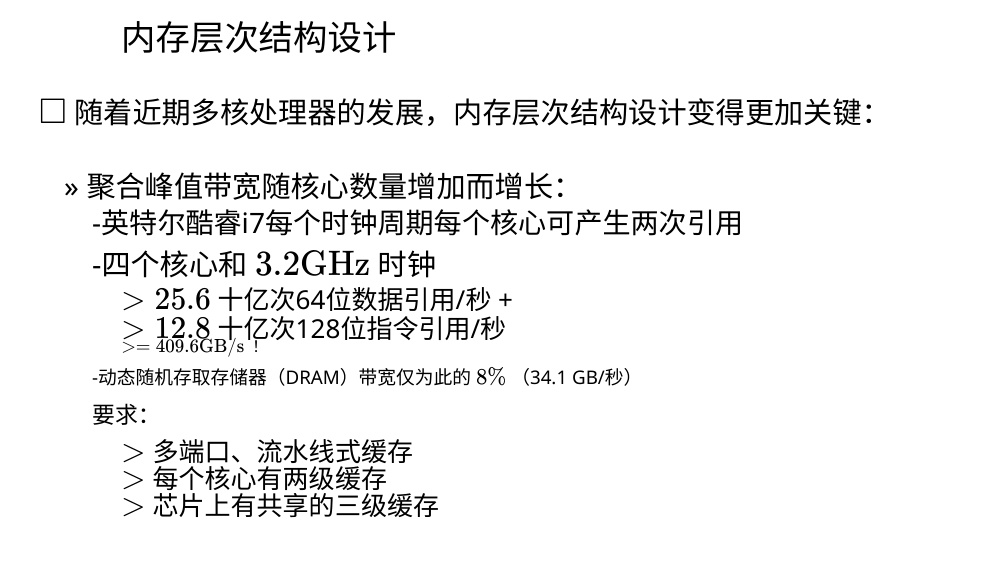 内存层次结构设计
□ 随着近期多核处理器的发展，内存层次结构设计变得更加关键：
» 聚合峰值带宽随核心数量增加而增长：
-英特尔酷睿i7每个时钟周期每个核心可产生两次引用
-四个核心和 3.2GHz 时钟
> 25.6 十亿次64位数据引用/秒 +
> 12.8 十亿次128位指令引用/秒
>= 409.6GB/s !
-动态随机存取存储器（DRAM）带宽仅为此的 8% （34.1 GB/秒）
要求：
> 多端口、流水线式缓存
> 每个核心有两级缓存
> 芯片上有共享的三级缓存